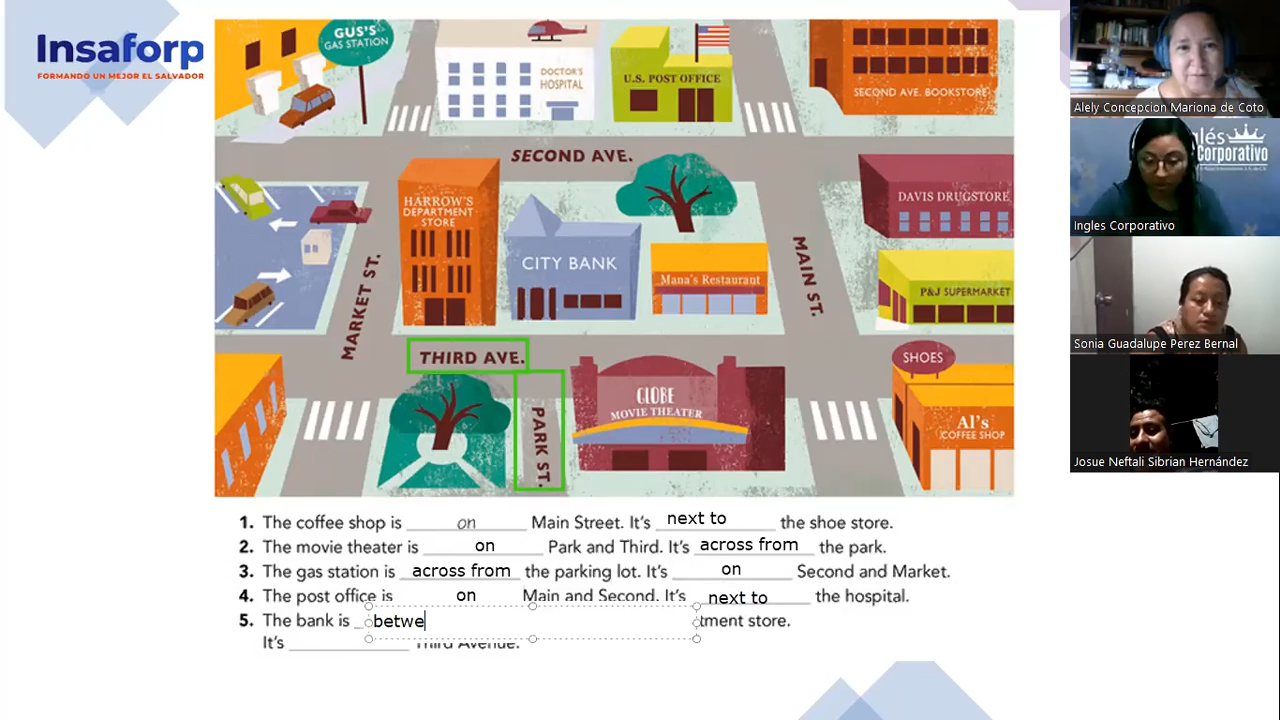 Insaforp
FORMANDO UN MEJOR EL SALVADOR
GUS'S
GAS STATION
DOCTOR'S
HOSPITAL
U.S. POST OFFICE
SECOND AVE. BOOKSTORE
SECOND AVE.
HARROW'S
DEPARTMENT
STORE
CITY BANK
Mana's Restaurant
DAVIS DRUGSTORE
P&J SUPERMARKET
MARKET ST.
MAIN ST.
THIRD AVE.
PARK ST.
GLOBE
MOVIE THEATER
SHOES
Al's
COFFEE SHOP
1. The coffee shop is on Main Street. It's next to the shoe store.
2. The movie theater is on Park and Third. It's across from the park.
3. The gas station is across from the parking lot. It's on Second and Market.
4. The post office is on Main and Second. It's next to the hospital.
5. The bank is betwe tment store.
It's Third Avenue.
Alely Concepcion Mariona de Coto
glés
Corporativo
Ingles Corporativo
Sonia Guadalupe Perez Bernal
Josue Neftali Sibrian Hernández